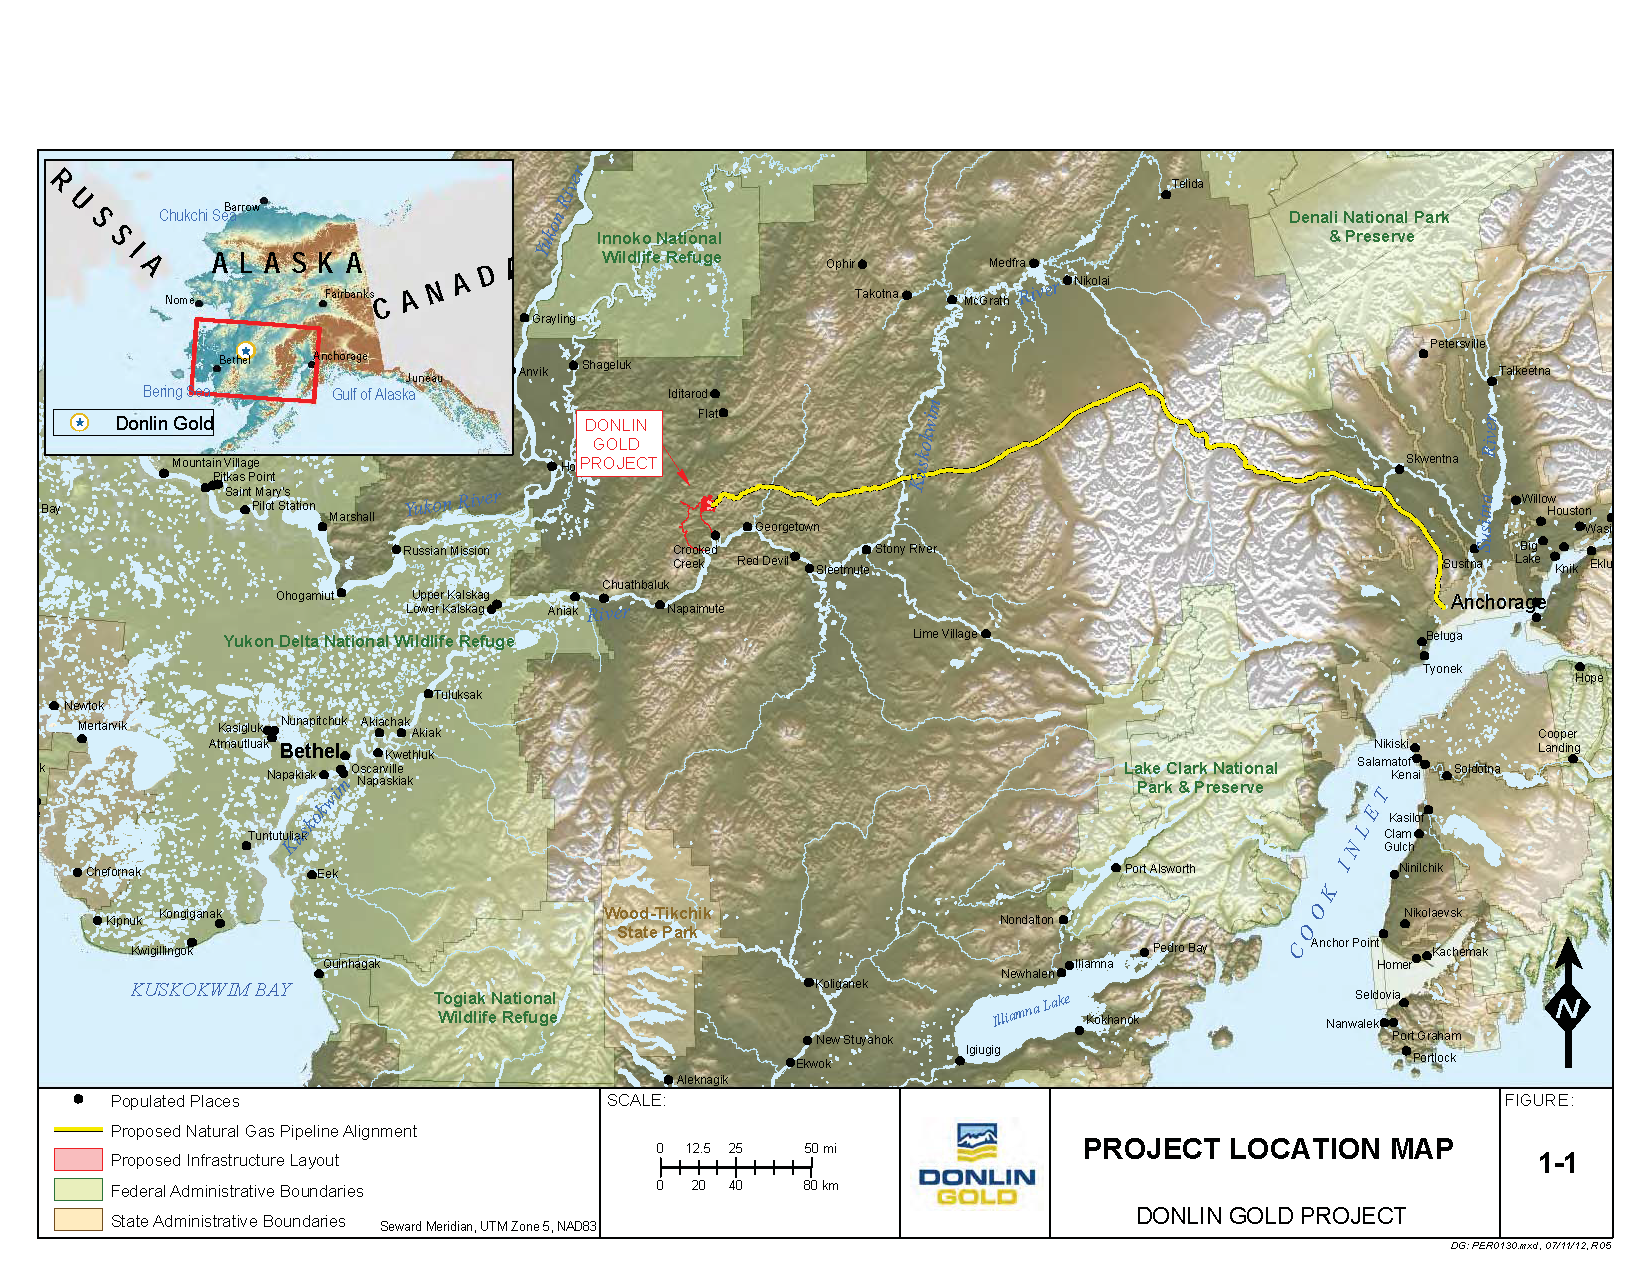 RUSSIA
Chukchi Sea
Barrow
ALASKA
CANADA
Nome
Fairbanks
Bethel
Anchorage
Juneau
Bering Sea
Gulf of Alaska
Donlin Gold
Yukon River
Innoko National
Wildlife Refuge
Telida
Denali National Park
& Preserve
Ophir
Medfra
Nikolai
Takotna
McGrath
River
Grayling
Petersville
Anvik
Shageluk
Talkeetna
Iditarod
Flat
DONLIN
GOLD
PROJECT
Kuskokwim
River
Mountain Village
Pitkas Point
Saint Mary's
Pilot Station
Bay
Marshall
Yukon River
Ho
Skwentna
Susitna
Willow
Houston
Wasi
Russian Mission
Georgetown
Crooked
Creek
Red Devil
Sleetmute
Stony River
Big
Lake
Knik
Eklu
Susitna
Ohogamiut
Upper Kalskag
Lower Kalskag
Aniak
River
Chuathbaluk
Napaimute
Anchorage
Yukon Delta National Wildlife Refuge
Lime Village
Beluga
Tyonek
Hope
Tuluksak
Newtok
Mertarvik
Kasigluk
Nunapitchuk
Akiachak
Akiak
Atmautluak
Bethel
Kwethluk
Oscarville
Napakiak
Napaskiak
k
Nikiski
Salamatof
Kenai
Soldotna
Cooper
Landing
Lake Clark National
Park & Preserve
Kuskokwim
Tuntutuliak
Kasilof
Clam
Gulch
COOK INLET
Chefornak
Eek
Port Alsworth
Ninilchik
Kipnuk
Kongiganak
Kwigillingok
Wood-Tikchik
State Park
Nondalton
Nikolaevsk
Anchor Point
Pedro Bay
Kachemak
Homer
Quinhagak
Newhalen
Iliamna
KUSKOKWIM BAY
Togiak National
Wildlife Refuge
Koliganek
Illiamna Lake
Kokhanok
Seldovia
Nanwalek
Port Graham
Portlock
New Stuyahok
Igiugig
Ekwok
Aleknagik
N
Populated Places
Proposed Natural Gas Pipeline Alignment
Proposed Infrastructure Layout
Federal Administrative Boundaries
State Administrative Boundaries
Seward Meridian, UTM Zone 5, NAD83
SCALE:
0 12.5 25 50 mi
0 20 40 80 km
DONLIN
GOLD
PROJECT LOCATION MAP
DONLIN GOLD PROJECT
FIGURE:
1-1
DG: PER0130.mxd, 07/11/12, R05